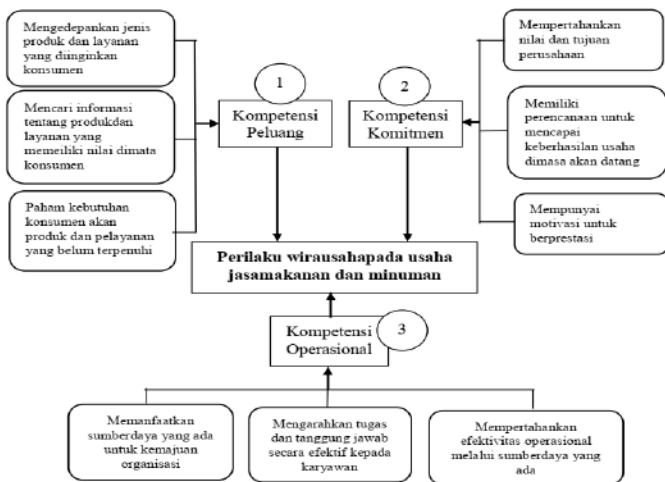 Mengedepankan jenis
produk dan layanan
yang diinginkan
konsumen
Mencari informasi
tentang produkdan
layanan yang
memeiliki nilai dimata
konsumen
Paham kebutuhan
konsumen akan
produk dan pelayanan
yang belum terpenuhi
1
Kompetensi
Peluang
2
Kompetensi
Komitmen
Mempertahankan
nilai dan tujuan
perusahaan
Memiliki
perencanaan untuk
mencapai
keberhasilan usaha
dimasa akan datang
Mempunyai
motivasi untuk
berprestasi
Perilaku wirausahapada usaha
jasamakanan dan minuman
Kompetensi
Operasional
3
Memanfaatkan
sumberdaya yang ada
untuk kemajuan
organisasi
Mengarahkan tugas
dan tanggung jawab
secara efektif kepada
karyawan
Mempertahankan
efektivitas operasional
melalui sumberdaya yang
ada